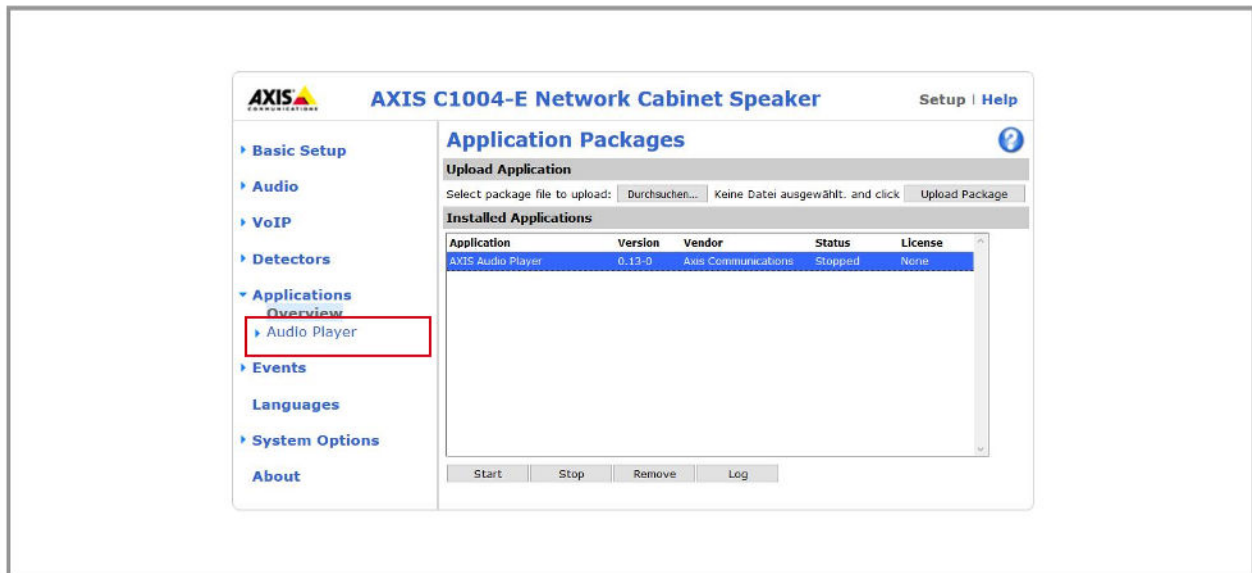 AXIS
COMMUNICATIONS
AXIS C1004-E Network Cabinet Speaker
Setup | Help
Basic Setup
Audio
VoIP
Detectors
Applications
Overview
Audio Player
Events
Languages
System Options
About
Application Packages
Upload Application
Select package file to upload: Durchsuchen... Keine Datei ausgewählt. and click Upload Package
Installed Applications
Application Version Vendor Status License
AXIS Audio Player 0.13-0 Axis Communications Stopped None
Start Stop Remove Log